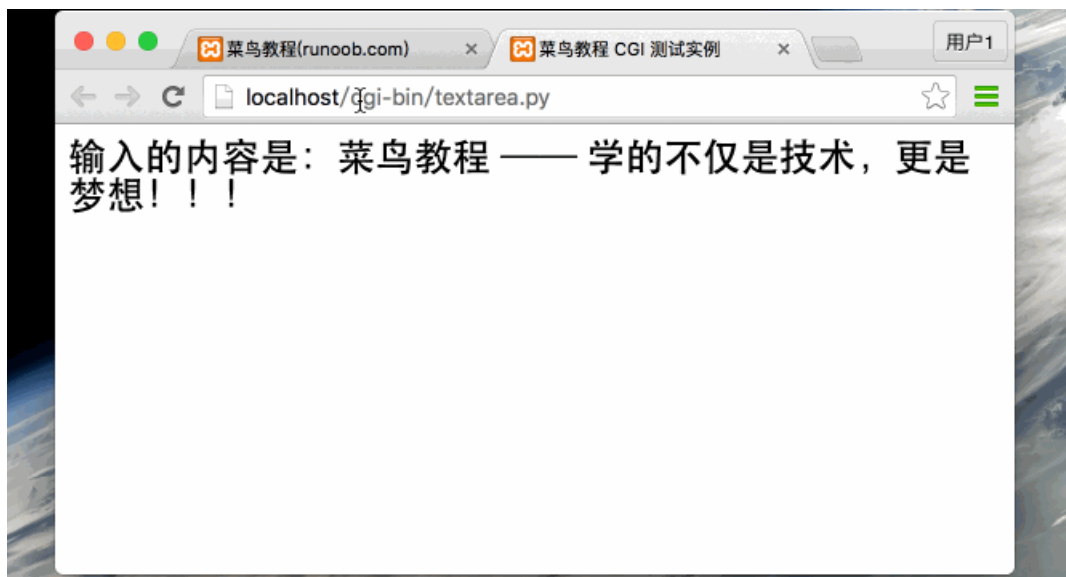 菜鸟教程(runoob.com)
菜鸟教程 CGI 测试实例
用户1
localhost/cgi-bin/textarea.py
输入的内容是：菜鸟教程 —— 学的不仅是技术，更是
梦想！！！